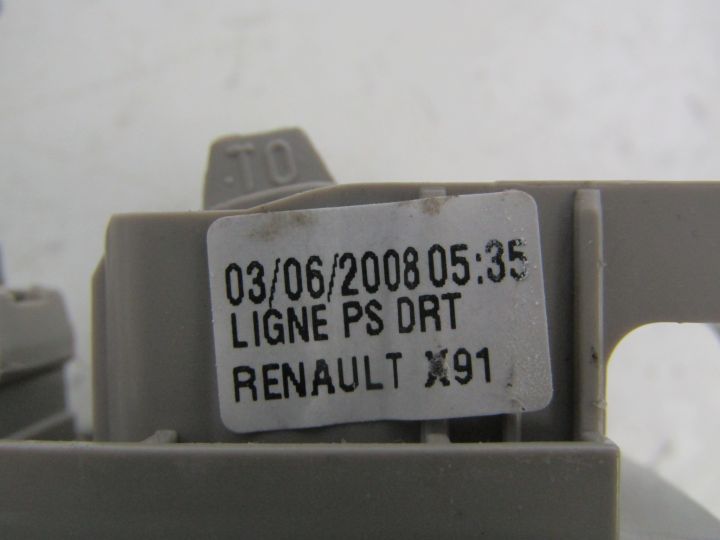 .TO
03/06/2008 05:35
LIGNE PS DRT
RENAULT X91